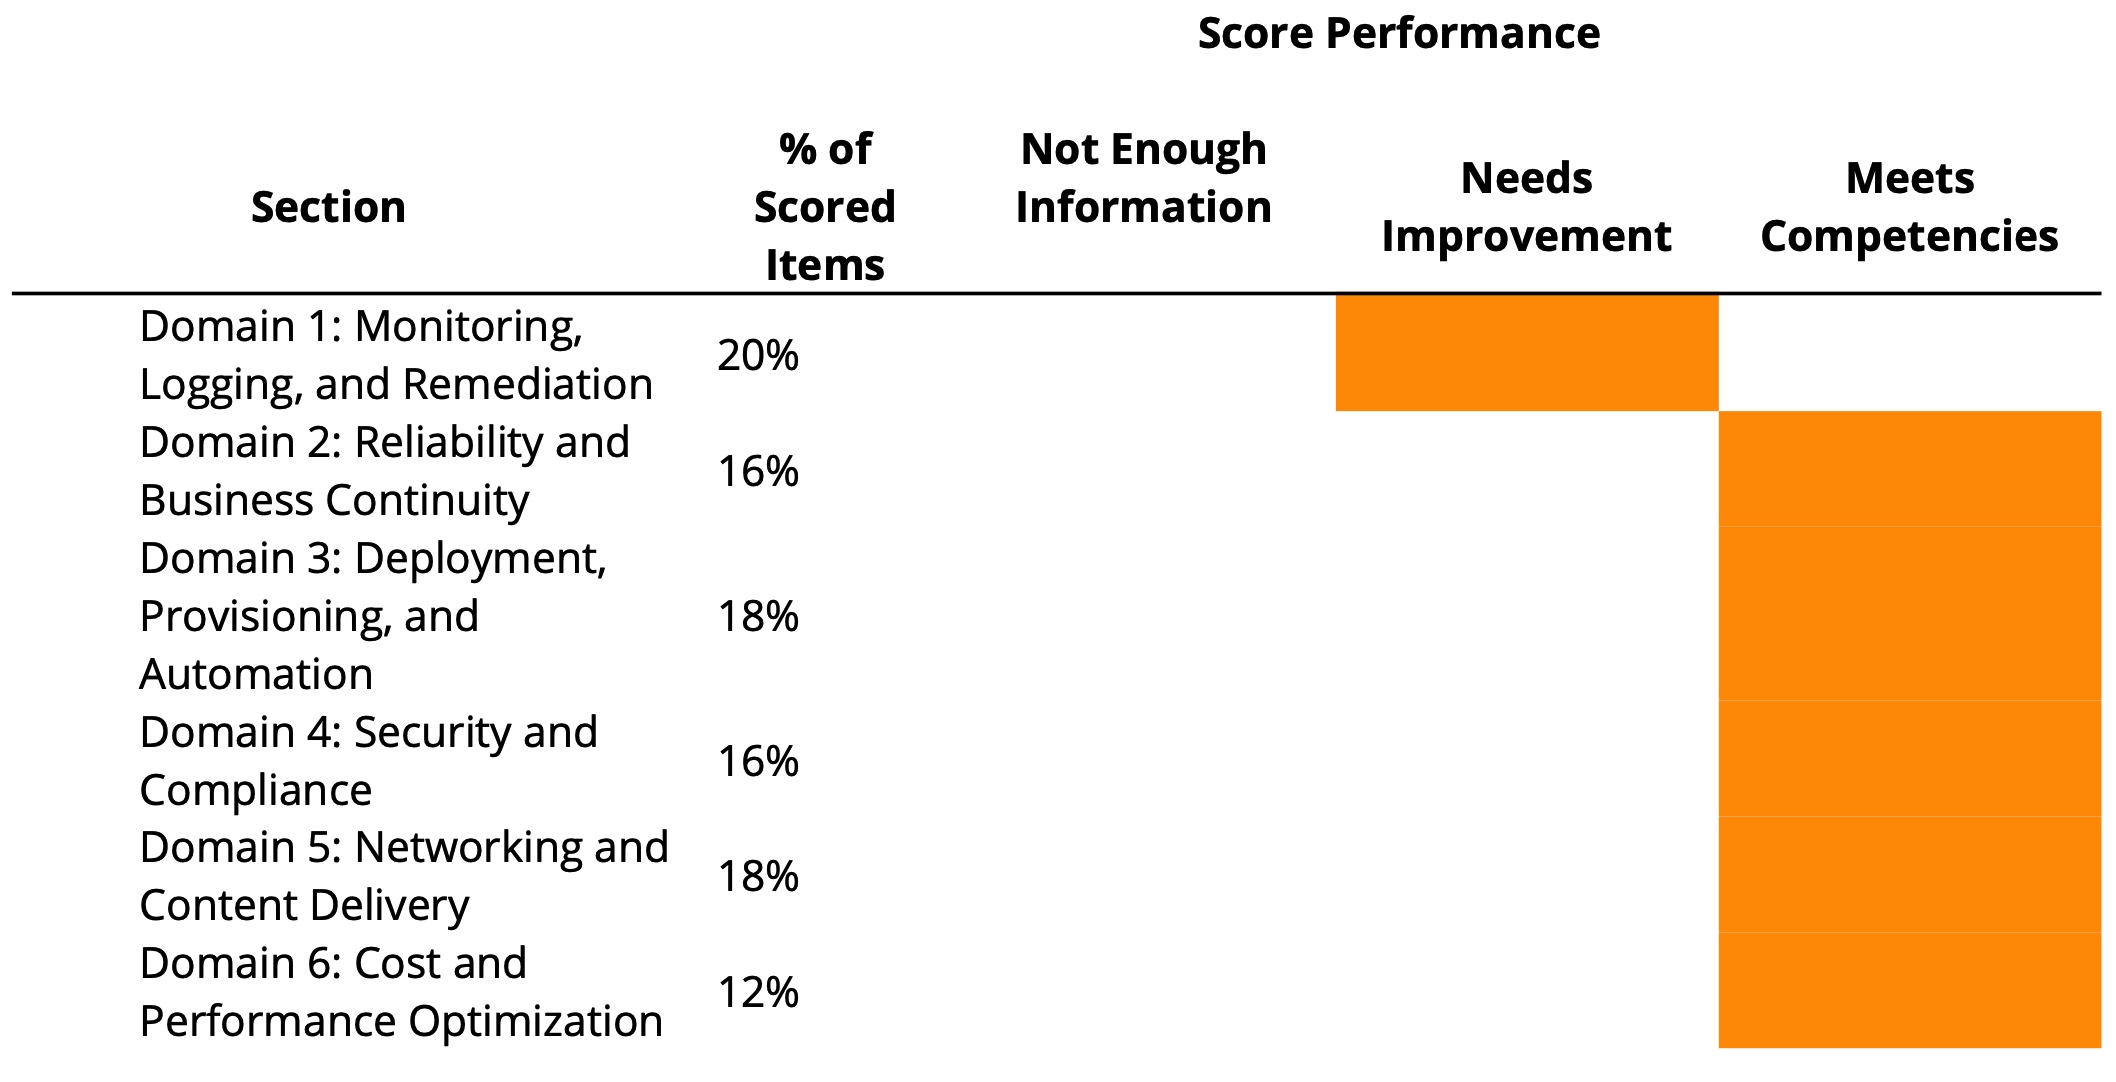 Score Performance
Section
% of
Scored
Items
Not Enough
Information
Needs
Improvement
Meets
Competencies
Domain 1: Monitoring,
Logging, and Remediation
20%
Domain 2: Reliability and
Business Continuity
16%
Domain 3: Deployment,
Provisioning, and
Automation
18%
Domain 4: Security and
Compliance
16%
Domain 5: Networking and
Content Delivery
18%
Domain 6: Cost and
Performance Optimization
12%